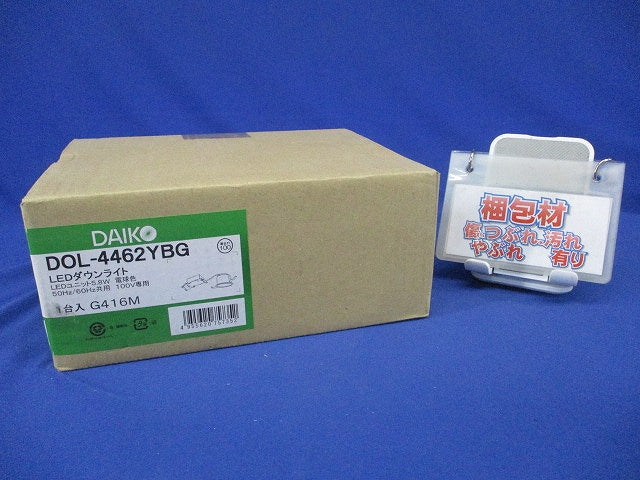 DAIKO
DOL-4462YBG
LEDダウンライト
LEDユニット5.8W 電球色
50Hz/60Hz共用 100V専用
1台入 G416M
梱包材
傷・つぶれ・汚れ
やぶれ 有り